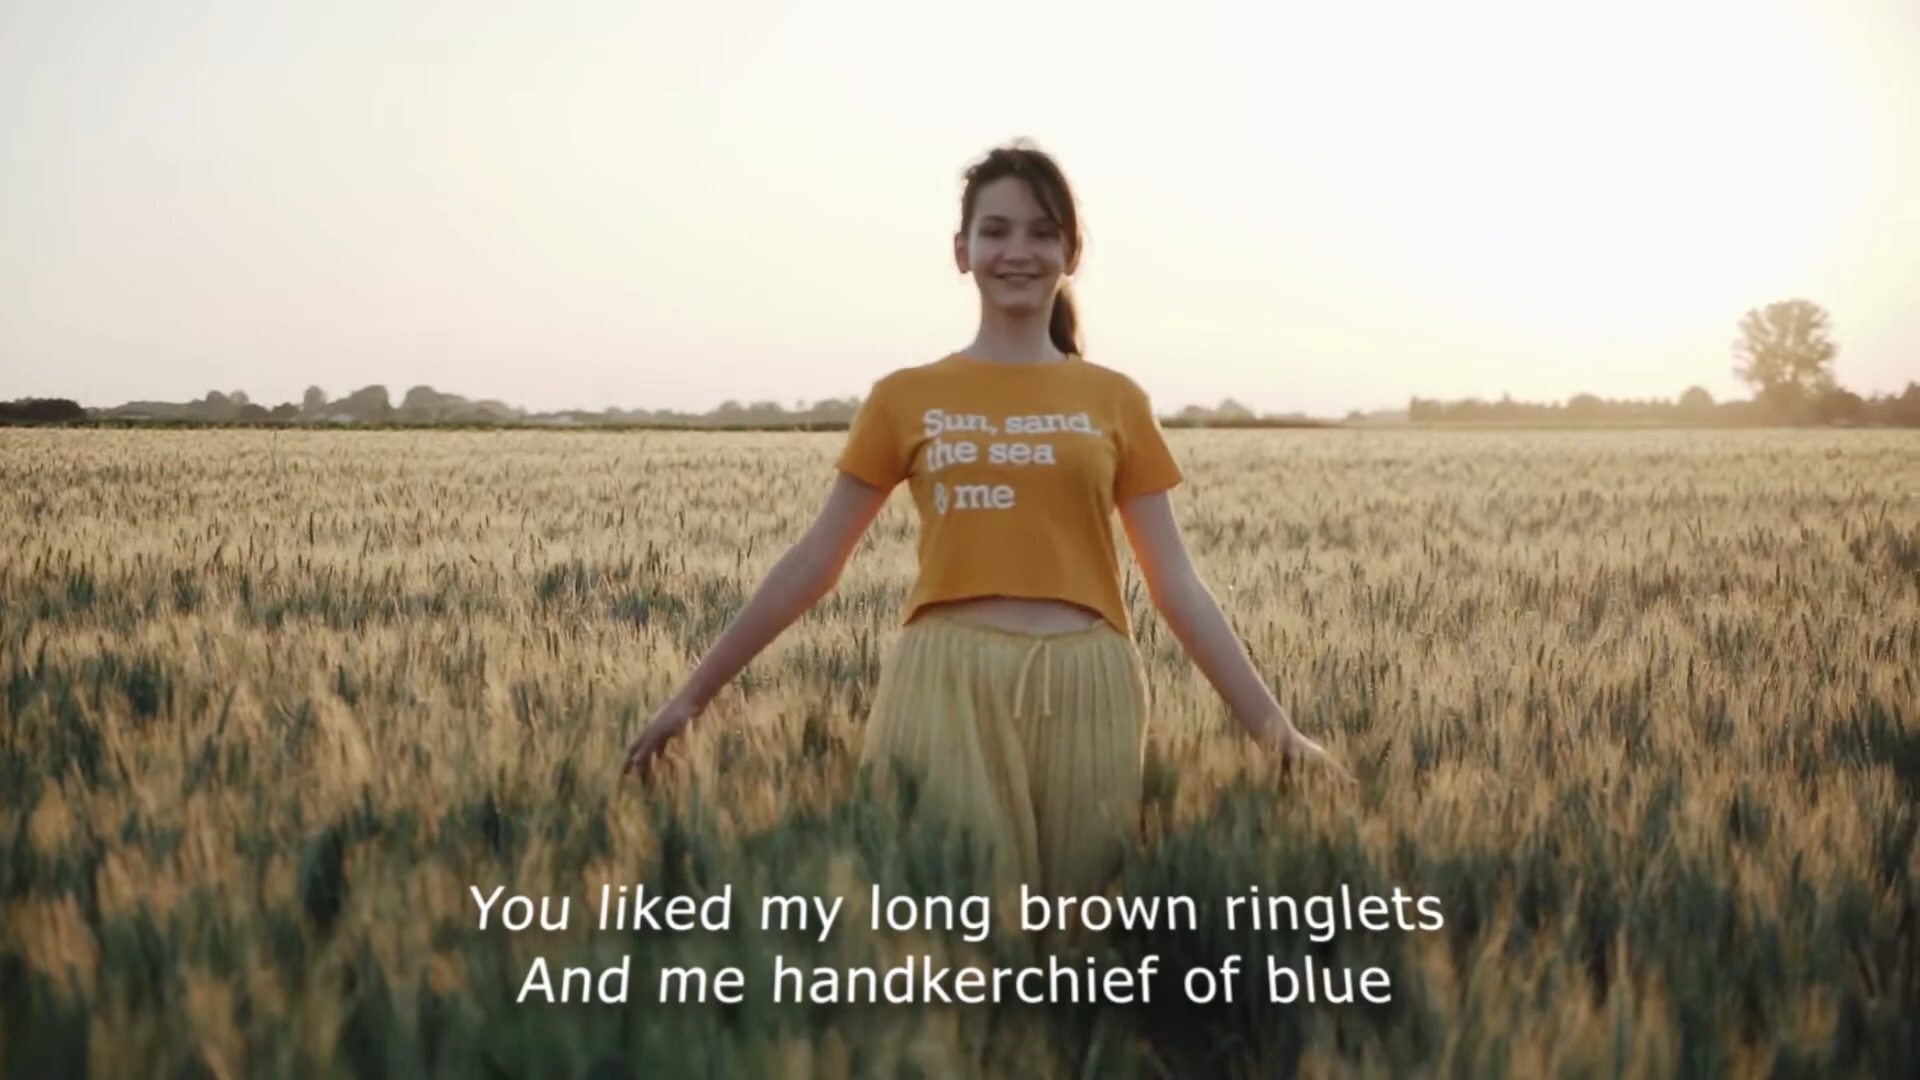 Sun, sand,
the sea
& me
You liked my long brown ringlets
And me handkerchief of blue